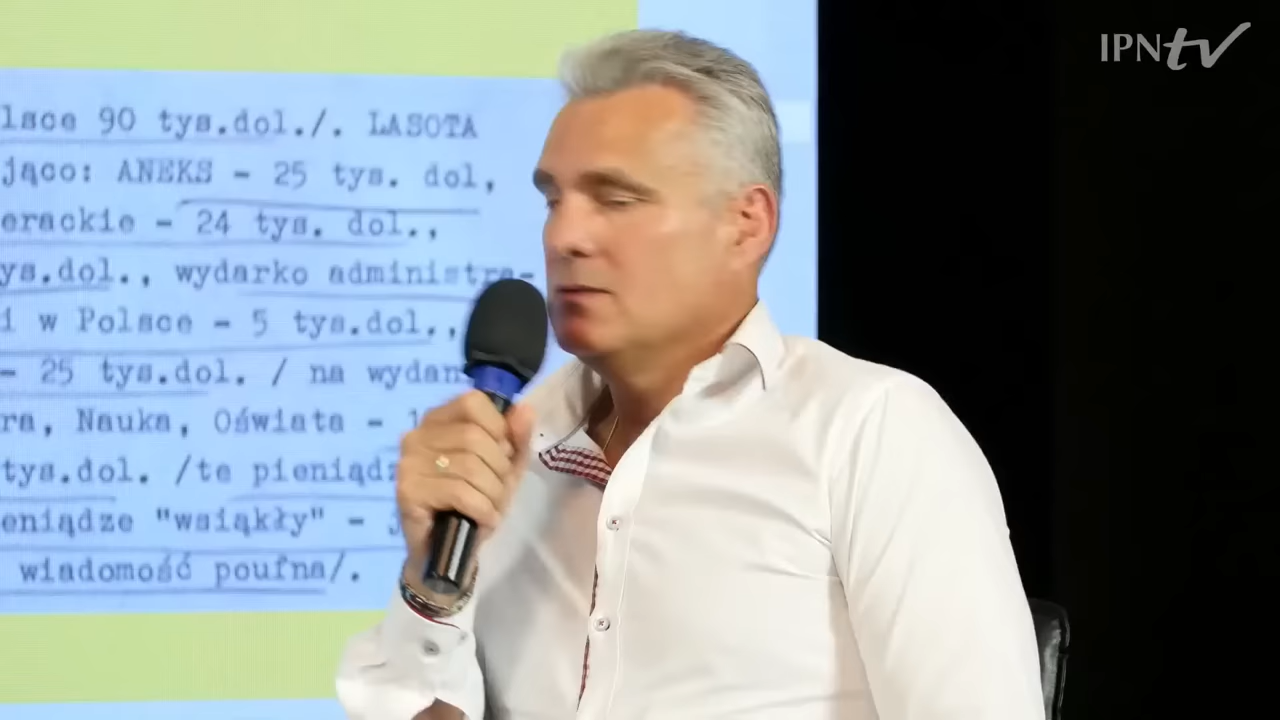 IPNtv
lsce 90 tys.dol./. LASOTA
jąco: ANEKS - 25 tys. dol,
erackie - 24 tys. dol.,
ys.dol., wydarko administra-
i w Polsce - 5 tys.dol.,
- 25 tys.dol. / na wydan
ra, Nauka, Oświata - 1
tys.dol. /te pieniądz
eniądze "wsiąkły" -
wiadomość poufna/.